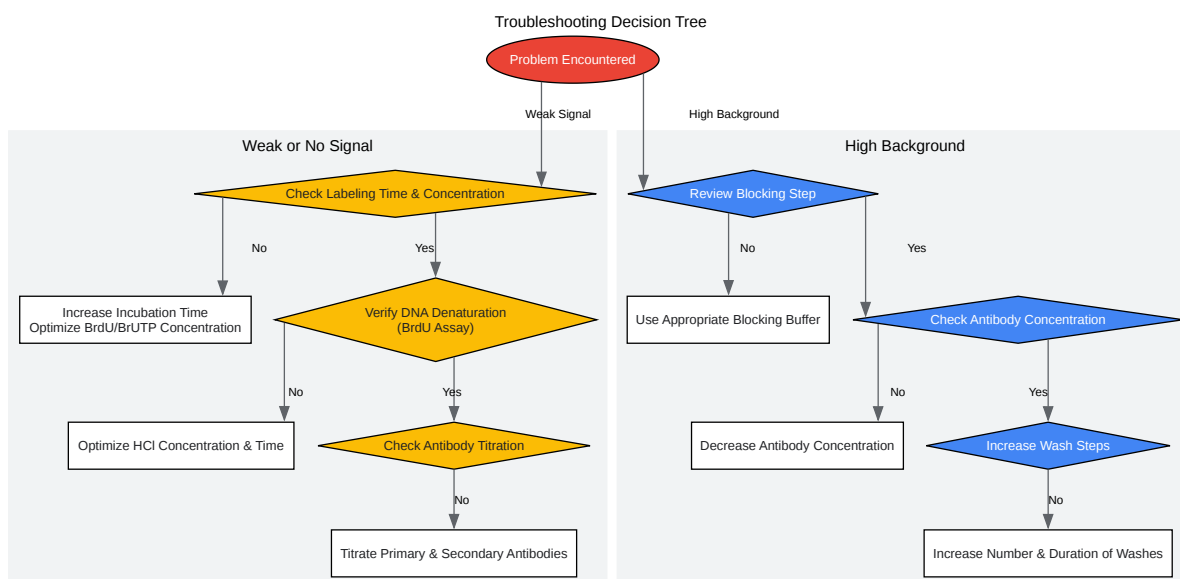 Troubleshooting Decision Tree
Problem Encountered
Weak Signal
High Background
Weak or No Signal
High Background
Check Labeling Time & Concentration
Review Blocking Step
No
Yes
No
Yes
Increase Incubation Time
Optimize BrdU/BrUTP Concentration
Verify DNA Denaturation
(BrdU Assay)
Use Appropriate Blocking Buffer
Check Antibody Concentration
No
Yes
No
Yes
Optimize HCl Concentration & Time
Check Antibody Titration
Decrease Antibody Concentration
Increase Wash Steps
No
No
Titrate Primary & Secondary Antibodies
Increase Number & Duration of Washes